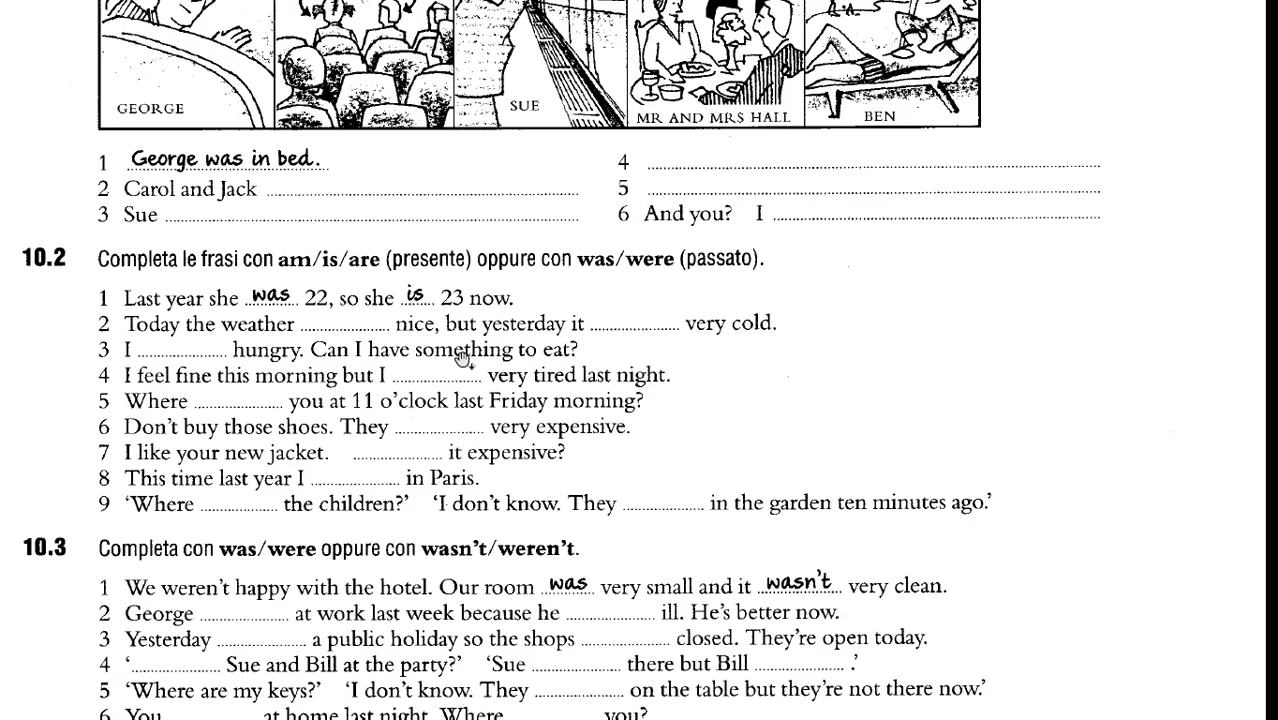 GEORGE
SUE
MR AND MRS HALL
BEN
1 George was in bed.
2 Carol and Jack
3 Sue
4
5
6 And you? I
10.2 Completa le frasi con am/is/are (presente) oppure con was/were (passato).
1 Last year she was 22, so she is 23 now.
2 Today the weather nice, but yesterday it very cold.
3 I hungry. Can I have something to eat?
4 I feel fine this morning but I very tired last night.
5 Where you at 11 o’clock last Friday morning?
6 Don’t buy those shoes. They very expensive.
7 I like your new jacket. it expensive?
8 This time last year I in Paris.
9 ‘Where the children?’ ‘I don’t know. They in the garden ten minutes ago.’
10.3 Completa con was/were oppure con wasn’t/weren’t.
1 We weren’t happy with the hotel. Our room was very small and it wasn’t very clean.
2 George at work last week because he ill. He’s better now.
3 Yesterday a public holiday so the shops closed. They’re open today.
4 ‘ Sue and Bill at the party?’ ‘Sue there but Bill .’
5 ‘Where are my keys?’ ‘I don’t know. They on the table but they’re not there now.’
6 You at home last night. Where you?